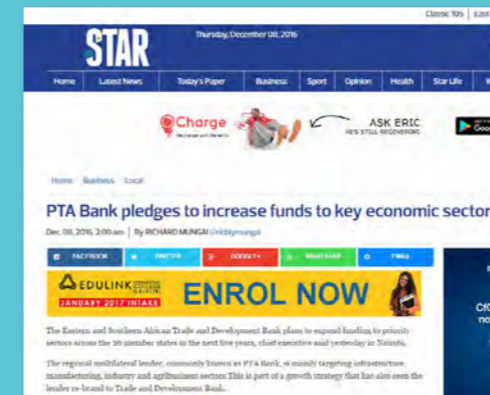 Classic 105 | East
STAR
Thursday, December 08, 2016
Home Latest News Today's Paper Business Sport Opinion Health Star Life
Charge
ASK ERIC
HE'S STILL RECOVERING
Home Business Local
PTA Bank pledges to increase funds to key economic sector
Dec. 08, 2016, 2:00 am | By RICHARD MUNGAI
FACEBOOK TWITTER GOOGLE+ WHATSAPP EMAIL
EDULINK COLLEGE
JANUARY 2017 INTAKE
ENROL NOW
The Eastern and Southern African Trade and Development Bank plans to expand funding to priority
sectors across the 20 member states in the next five years, chief executive said yesterday in Nairobi.
The regional multilateral lender, commonly known as PTA Bank, is mainly targeting infrastructure,
manufacturing, industry and agribusiness sectors. This is part of a growth strategy that has also seen the
lender re-brand to Trade and Development Bank.